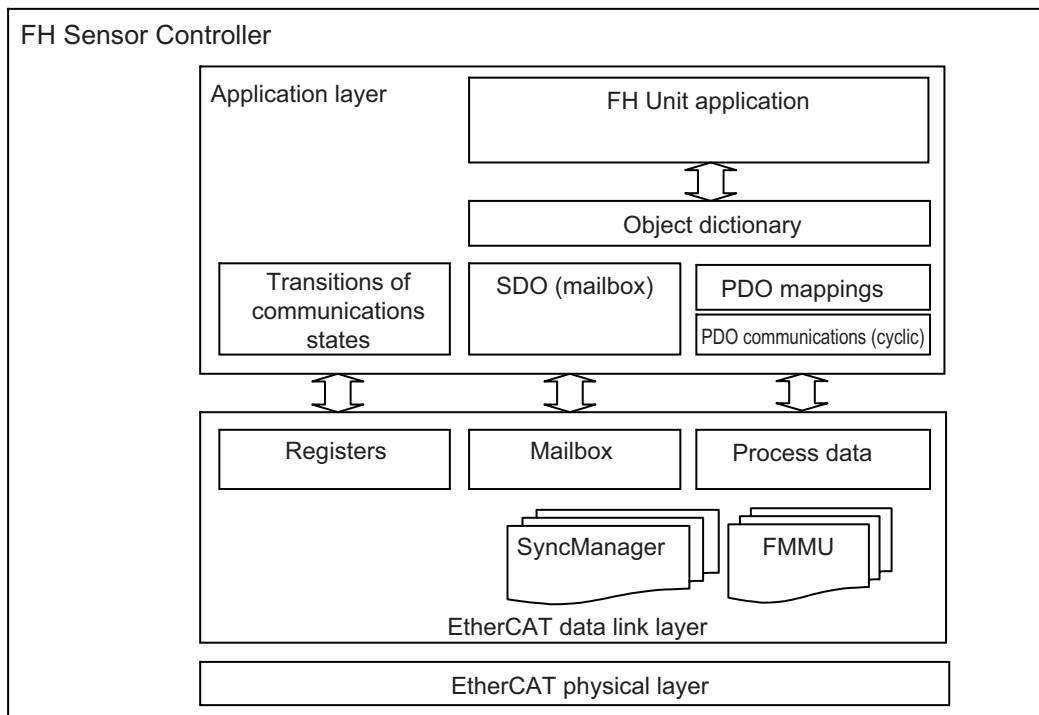 FH Sensor Controller
Application layer
FH Unit application
Object dictionary
Transitions of
communications
states
SDO (mailbox)
PDO mappings
PDO communications (cyclic)
Registers
Mailbox
Process data
SyncManager
FMMU
EtherCAT data link layer
EtherCAT physical layer